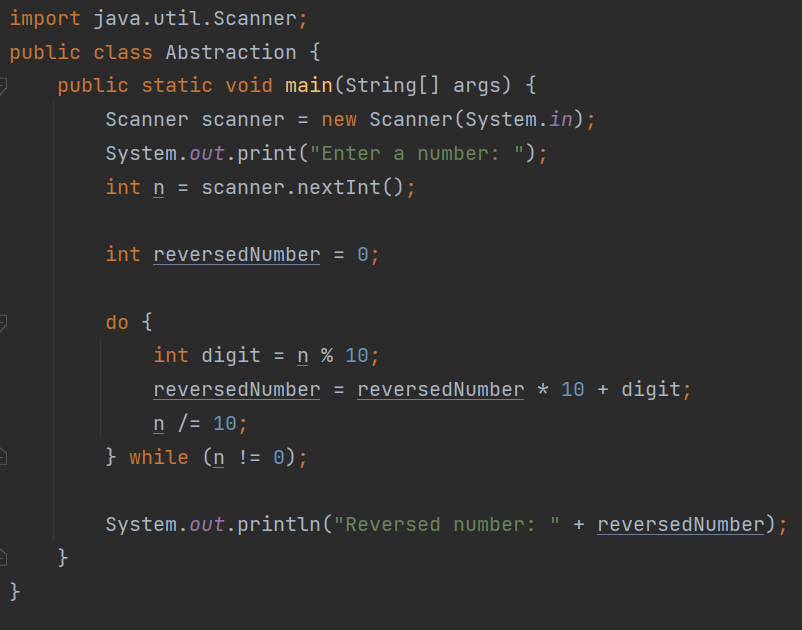 import java.util.Scanner;
public class Abstraction {
    public static void main(String[] args) {
        Scanner scanner = new Scanner(System.in);
        System.out.print("Enter a number: ");
        int n = scanner.nextInt();

        int reversedNumber = 0;

        do {
            int digit = n % 10;
            reversedNumber = reversedNumber * 10 + digit;
            n /= 10;
        } while (n != 0);

        System.out.println("Reversed number: " + reversedNumber);
    }
}